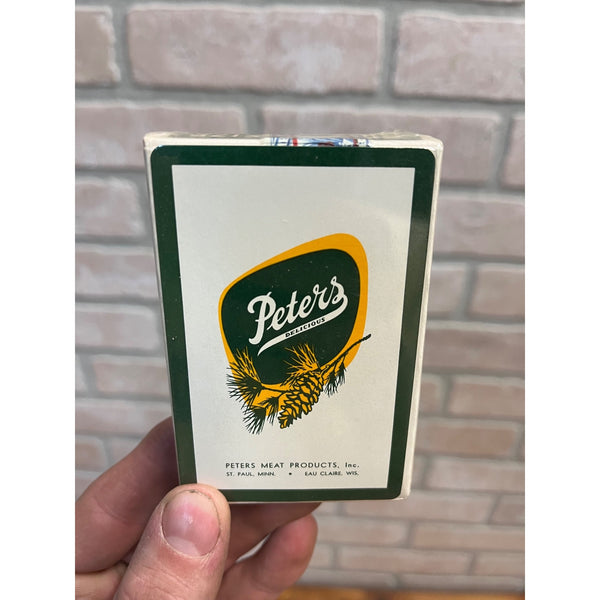 Peters
DELICIOUS
PETERS MEAT PRODUCTS, Inc.
ST. PAUL, MINN. • EAU CLAIRE, WIS.